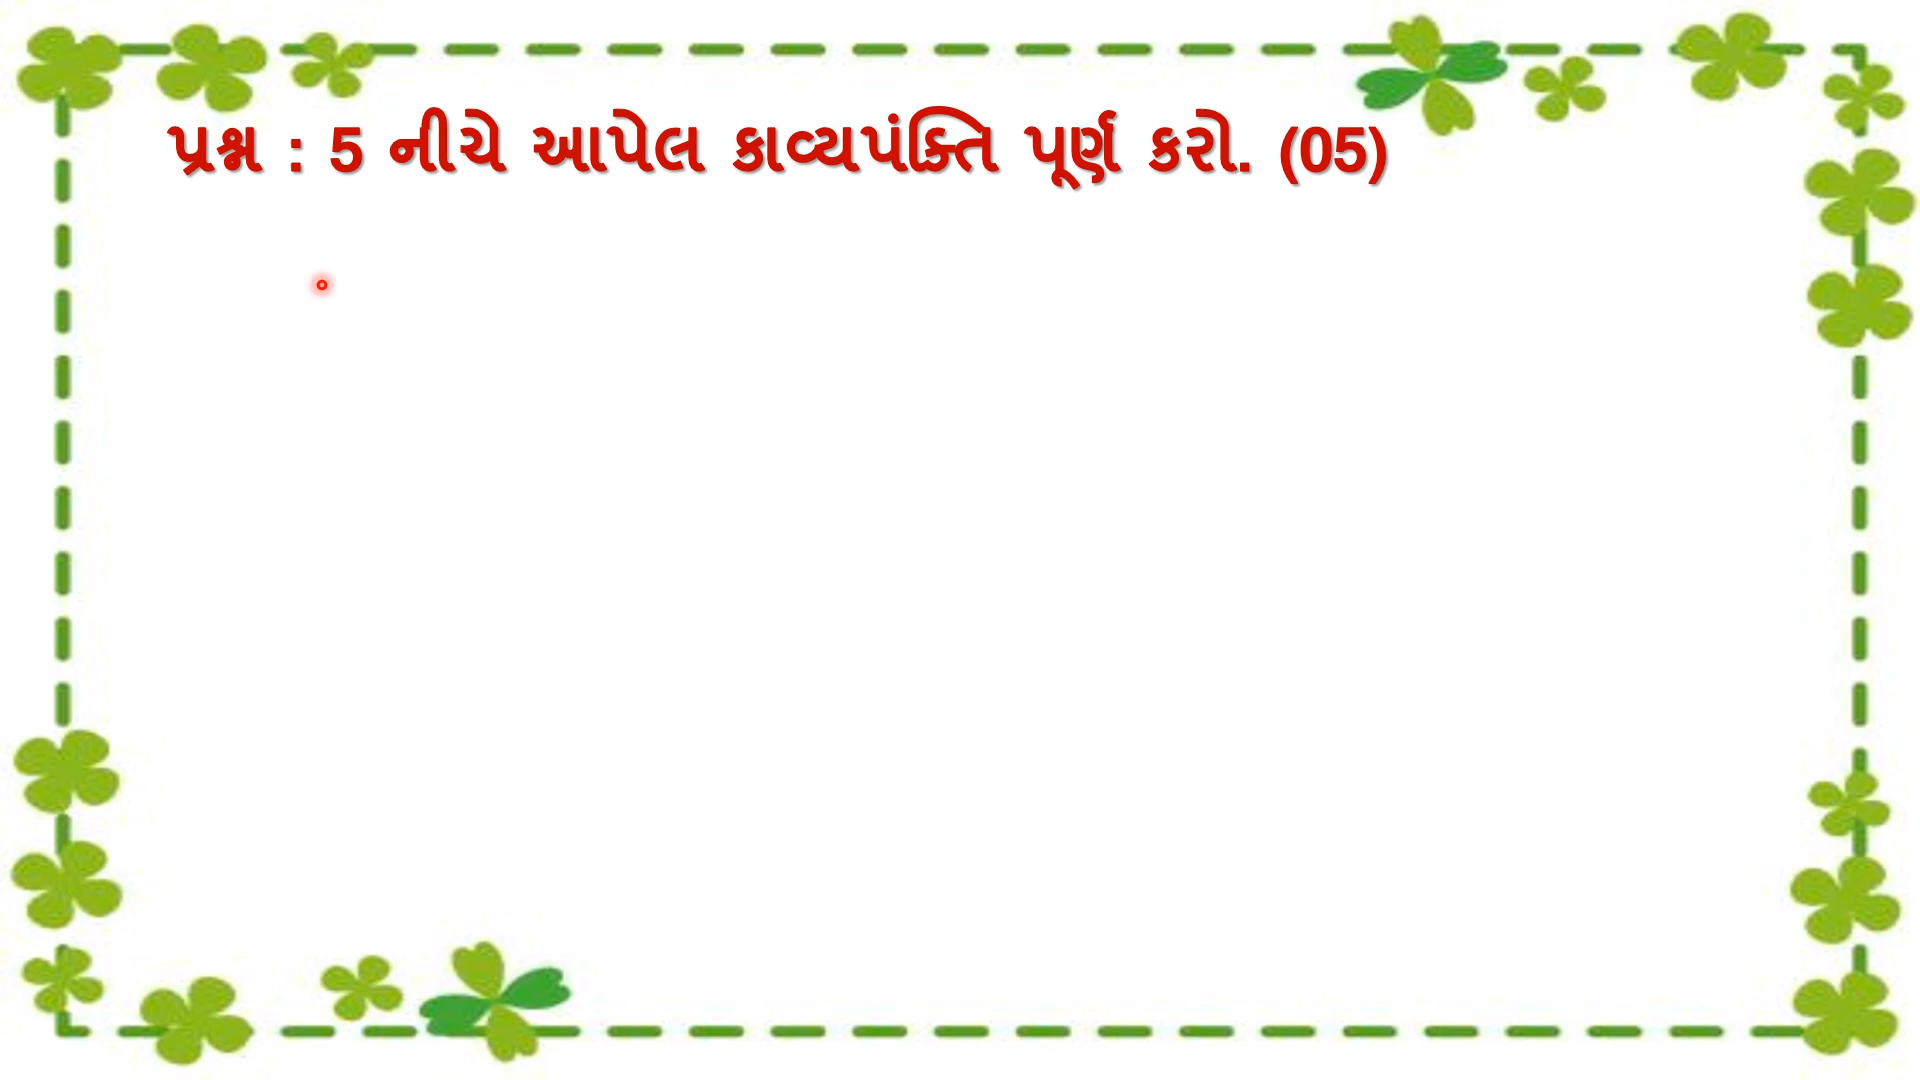 પ્રશ્ન : 5 નીચે આપેલ કાવ્યપંક્તિ પૂર્ણ કરો. (05)